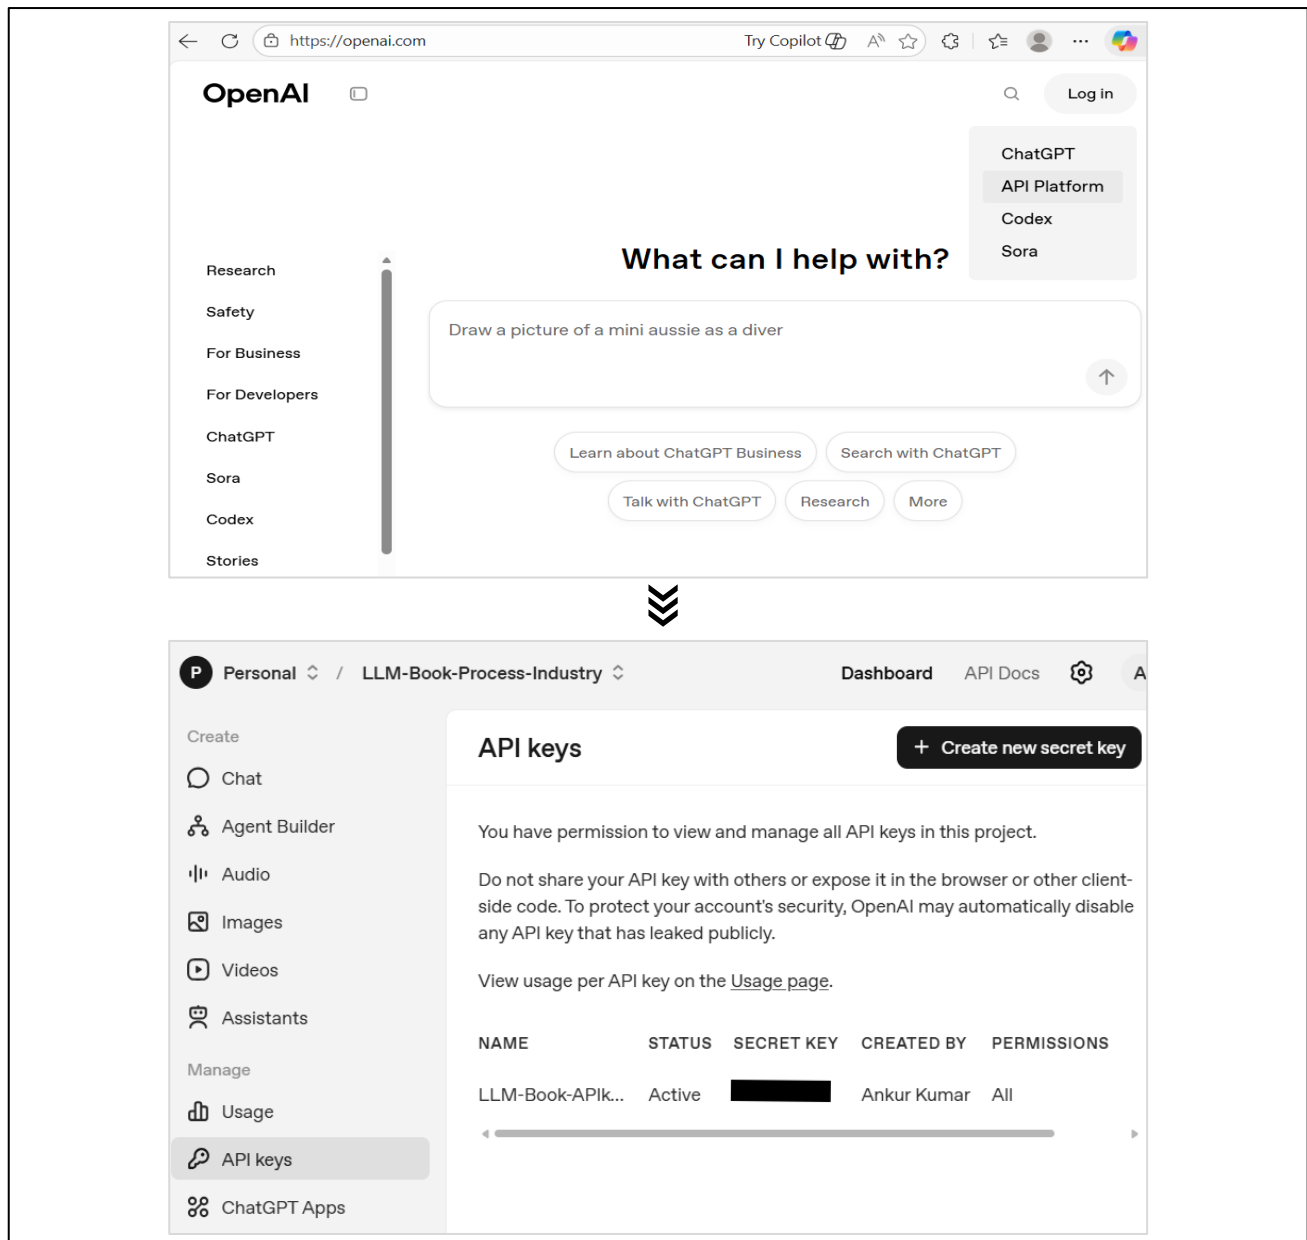 https://openai.com
Try Copilot
OpenAI
Log in
ChatGPT
API Platform
Codex
Sora
What can I help with?
Research
Safety
For Business
For Developers
ChatGPT
Sora
Codex
Stories
Draw a picture of a mini aussie as a diver
Learn about ChatGPT Business
Search with ChatGPT
Talk with ChatGPT
Research
More
P Personal / LLM-Book-Process-Industry
Dashboard
API Docs
A
Create
Chat
Agent Builder
Audio
Images
Videos
Assistants
Manage
Usage
API keys
ChatGPT Apps
API keys
+ Create new secret key
You have permission to view and manage all API keys in this project.
Do not share your API key with others or expose it in the browser or other client-
side code. To protect your account's security, OpenAI may automatically disable
any API key that has leaked publicly.
View usage per API key on the Usage page.
NAME STATUS SECRET KEY CREATED BY PERMISSIONS
LLM-Book-APIk... Active Ankur Kumar All